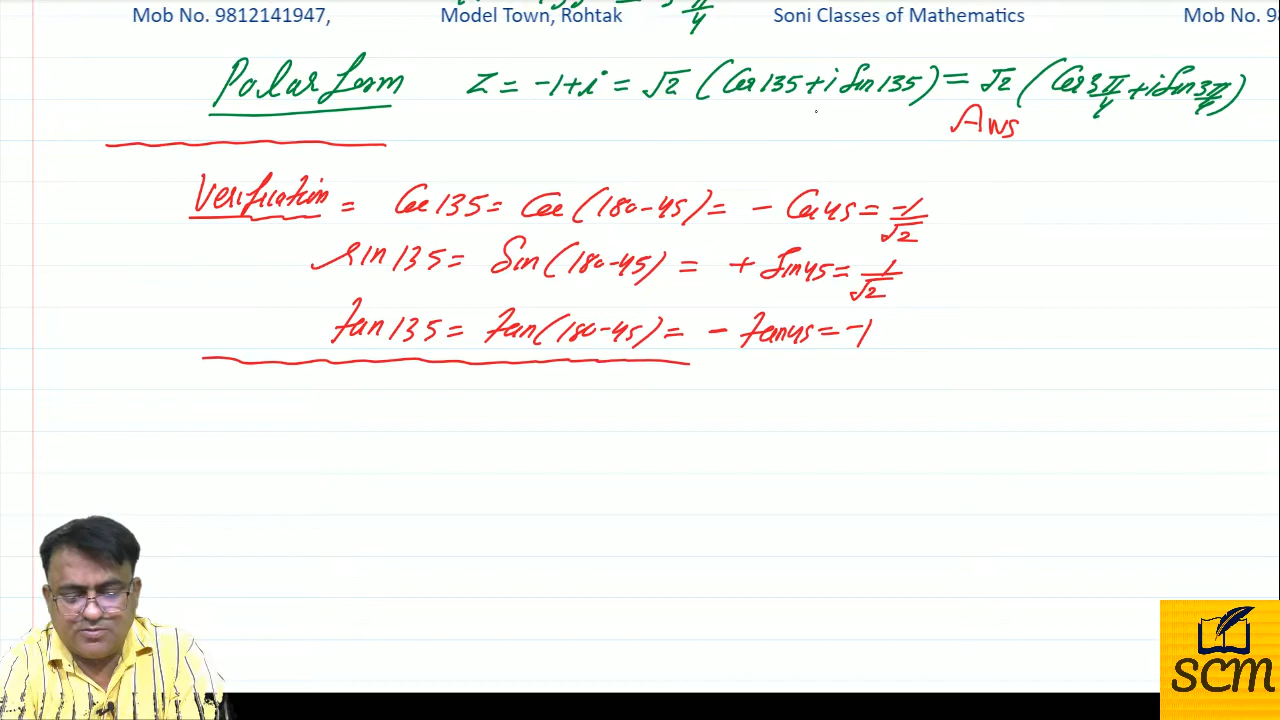 Mob No. 9812141947, Model Town, Rohtak Soni Classes of Mathematics Mob No. 98
π/4
Polar form z = -1+i = √2 (Cos 135 + i Sin 135) = √2 (Cos 3π/4 + i Sin 3π/4)
Ans
Verification = Cos 135 = Cos (180-45) = - Cos 45 = -1/√2
sin 135 = Sin (180-45) = + Sin 45 = 1/√2
tan 135 = tan (180-45) = - tan 45 = -1
SCM